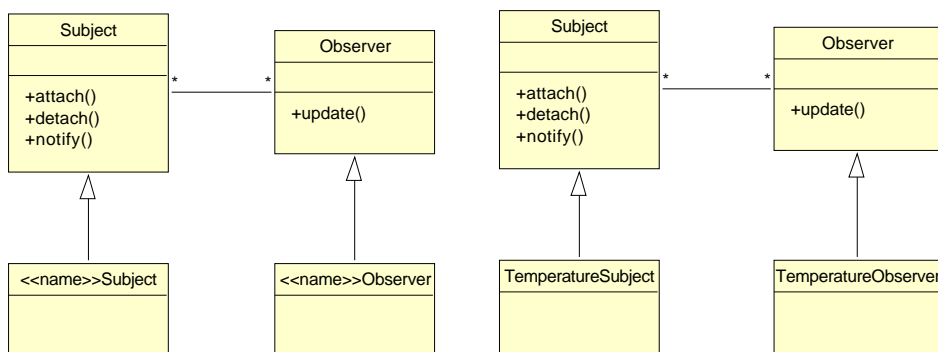 Subject
+attach()
+detach()
+notify()
*
*
Observer
+update()
<<name>>Subject
<<name>>Observer
Subject
+attach()
+detach()
+notify()
*
*
Observer
+update()
TemperatureSubject
TemperatureObserver